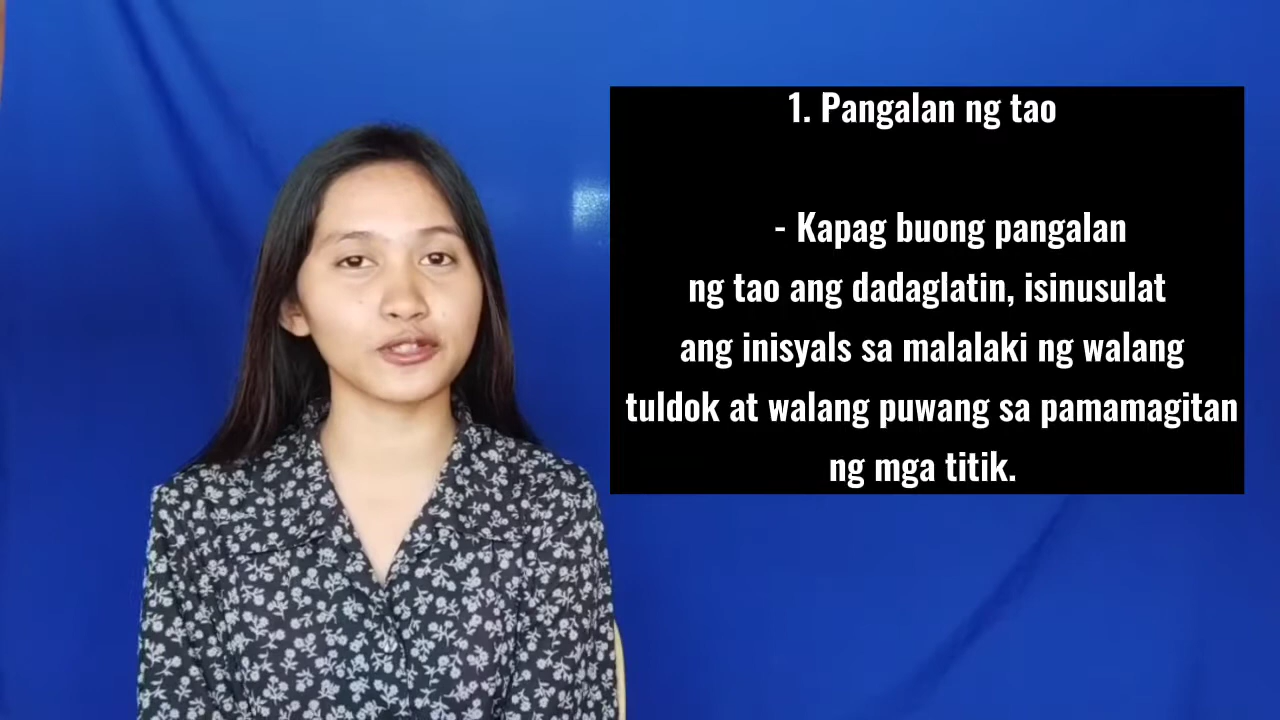 1. Pangalan ng tao
- Kapag buong pangalan
ng tao ang dadaglatin, isinusulat
ang inisyals sa malalaki ng walang
tuldok at walang puwang sa pamamagitan
ng mga titik.